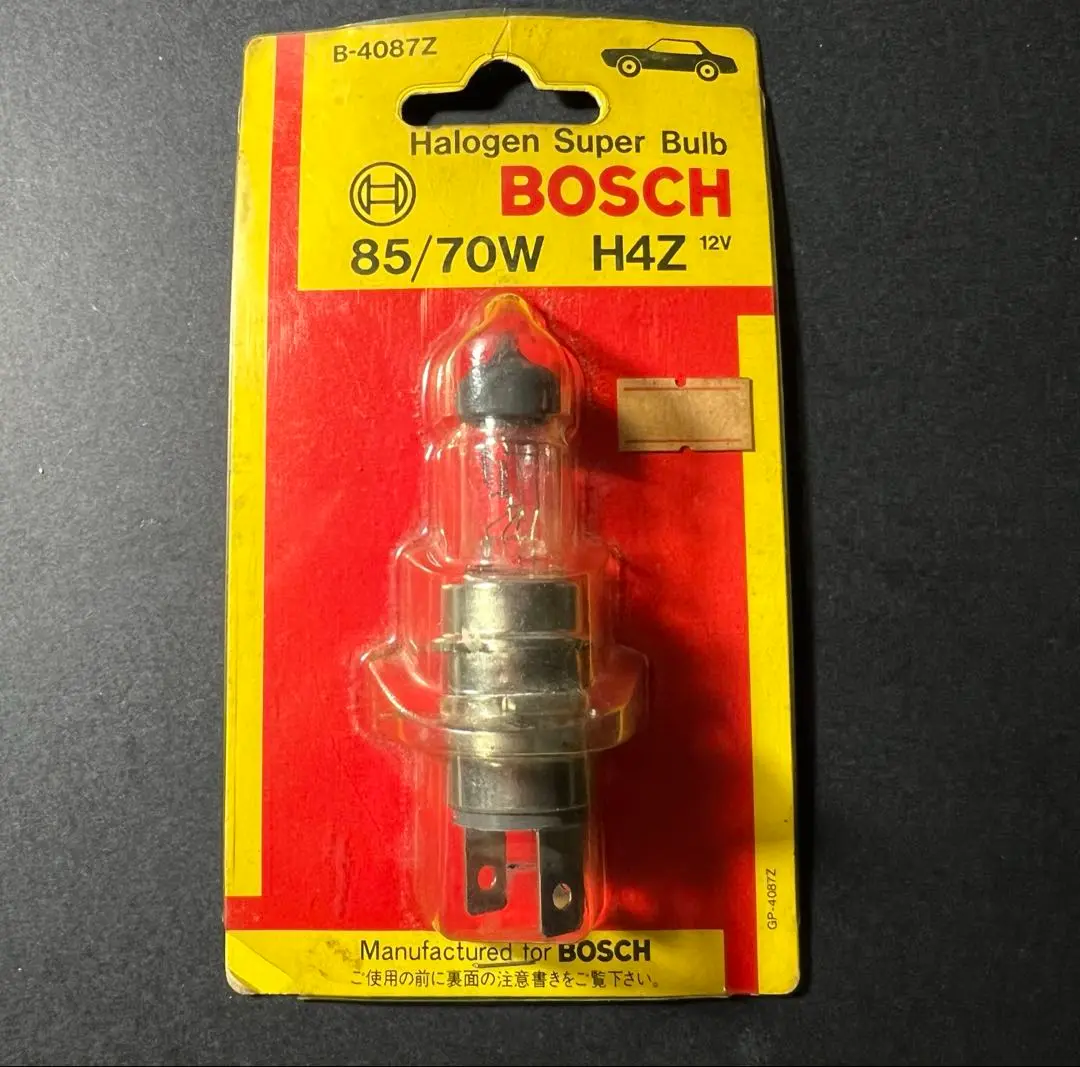 B-4087Z
Halogen Super Bulb
BOSCH
85/70W H4Z 12V
GP-4087Z
Manufactured for BOSCH
ご使用の前に裏面の注意書きをご覧下さい。